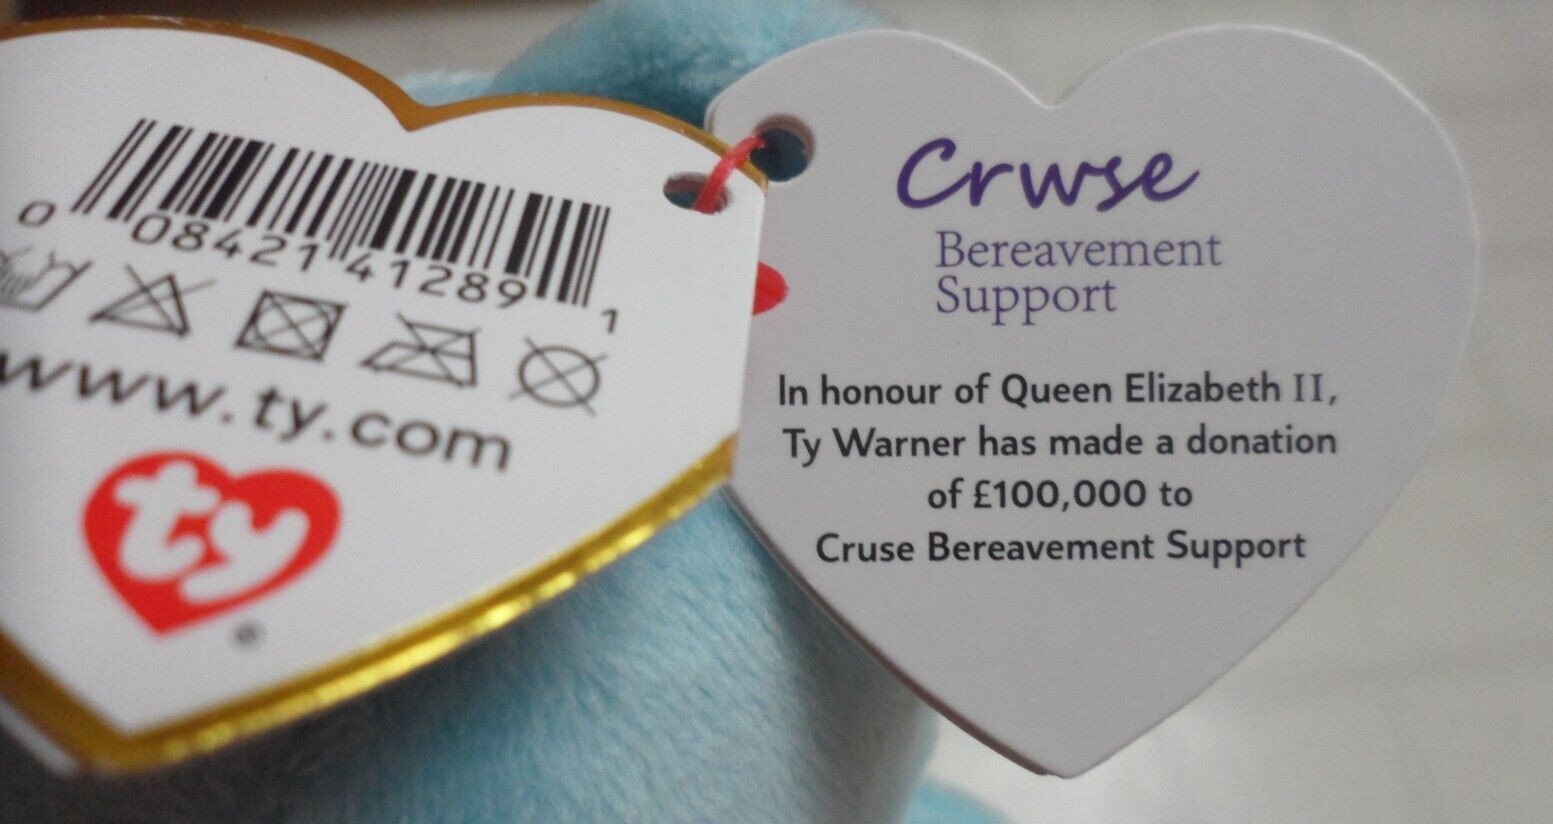 0 08421 41289 1
www.ty.com
ty
®
Cruse
Bereavement
Support
In honour of Queen Elizabeth II,
Ty Warner has made a donation
of £100,000 to
Cruse Bereavement Support